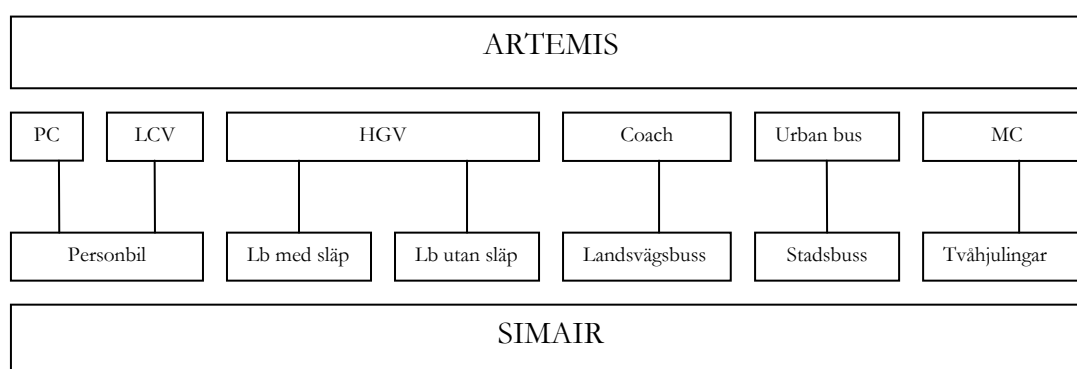 ARTEMIS
PC
LCV
HGV
Coach
Urban bus
MC
Personbil
Lb med släp
Lb utan släp
Landsvägsbuss
Stadsbuss
Tvåhjulingar
SIMAIR